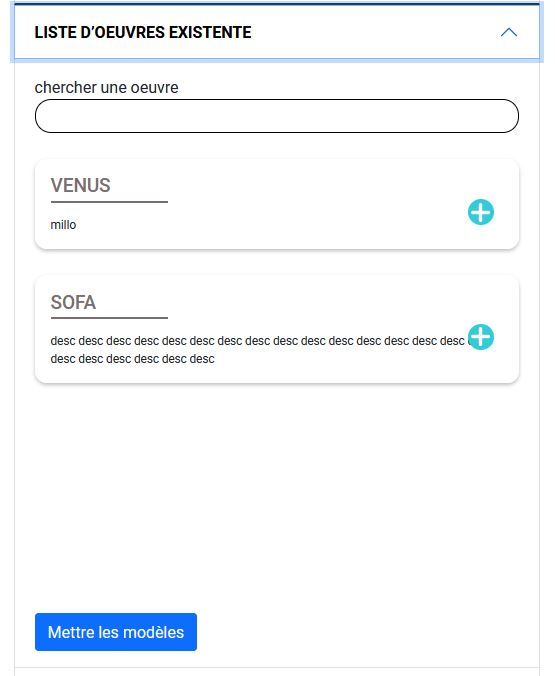 LISTE D’OEUVRES EXISTENTE
chercher une oeuvre
VENUS
millo
SOFA
desc desc desc desc desc desc desc desc desc desc desc desc desc desc desc
desc desc desc desc desc desc
Mettre les modèles